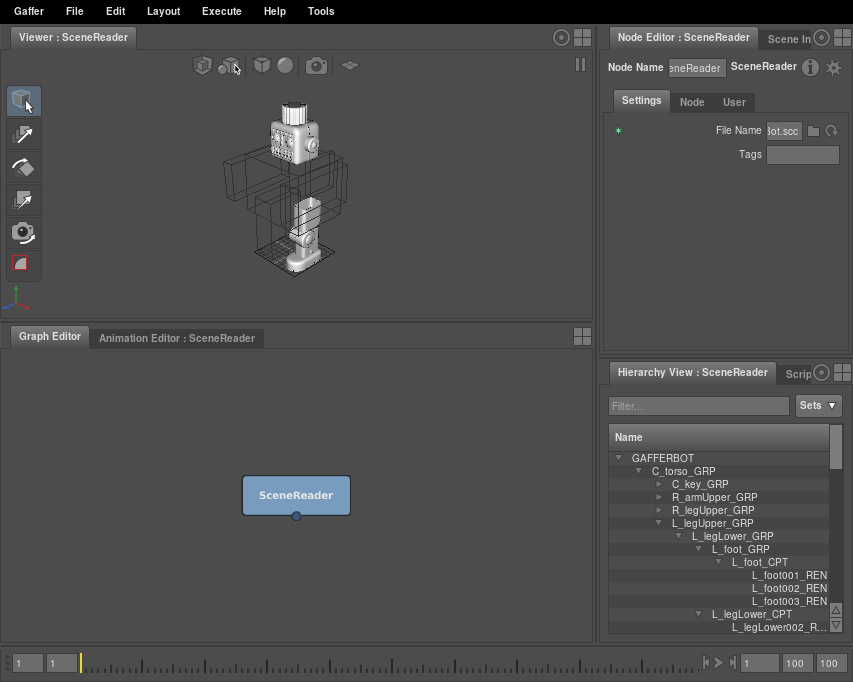 Gaffer File Edit Layout Execute Help Tools
Viewer : SceneReader
Node Editor : SceneReader
Scene In
Node Name
eneReader
SceneReader
Settings Node User
File Name
Bot.scc
Tags
Graph Editor
Animation Editor : SceneReader
SceneReader
Hierarchy View : SceneReader
Scrip
Filter...
Sets
Name
GAFFERBOT
C_torso_GRP
C_key_GRP
R_armUpper_GRP
R_legUpper_GRP
L_legUpper_GRP
L_legLower_GRP
L_foot_GRP
L_foot_CPT
L_foot001_REN
L_foot002_REN
L_foot003_REN
L_legLower_CPT
L_legLower002_R...
1 1 1 100 100